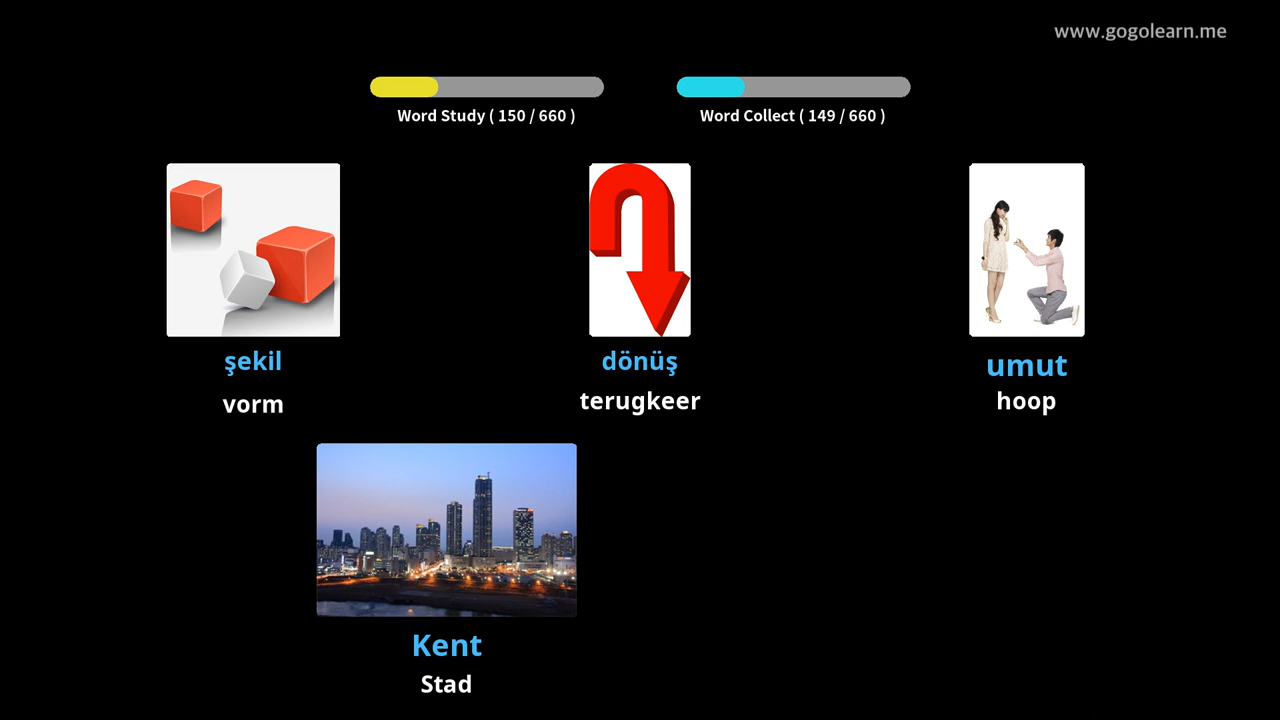 www.gogolearn.me
Word Study ( 150 / 660 )
Word Collect ( 149 / 660 )
şekil
vorm
dönüş
terugkeer
umut
hoop
Kent
Stad